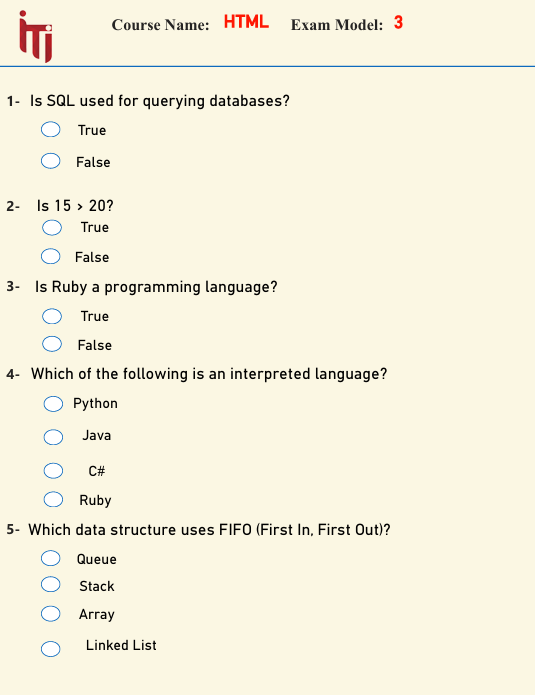 iTi
Course Name: HTML Exam Model: 3
1- Is SQL used for querying databases?
True
False
2- Is 15 > 20?
True
False
3- Is Ruby a programming language?
True
False
4- Which of the following is an interpreted language?
Python
Java
C#
Ruby
5- Which data structure uses FIFO (First In, First Out)?
Queue
Stack
Array
Linked List